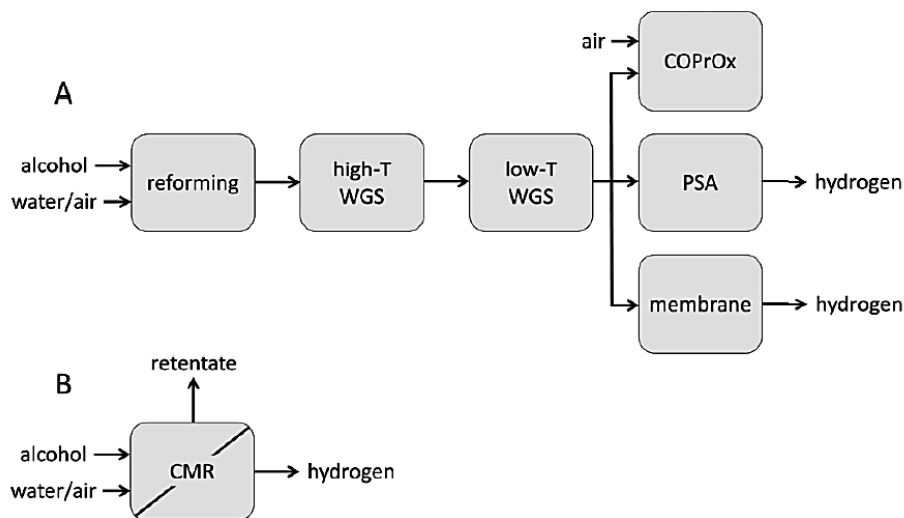 A
alcohol
water/air
reforming
high-T
WGS
low-T
WGS
air
COPrOx
PSA
hydrogen
membrane
hydrogen
B
retentate
alcohol
water/air
CMR
hydrogen